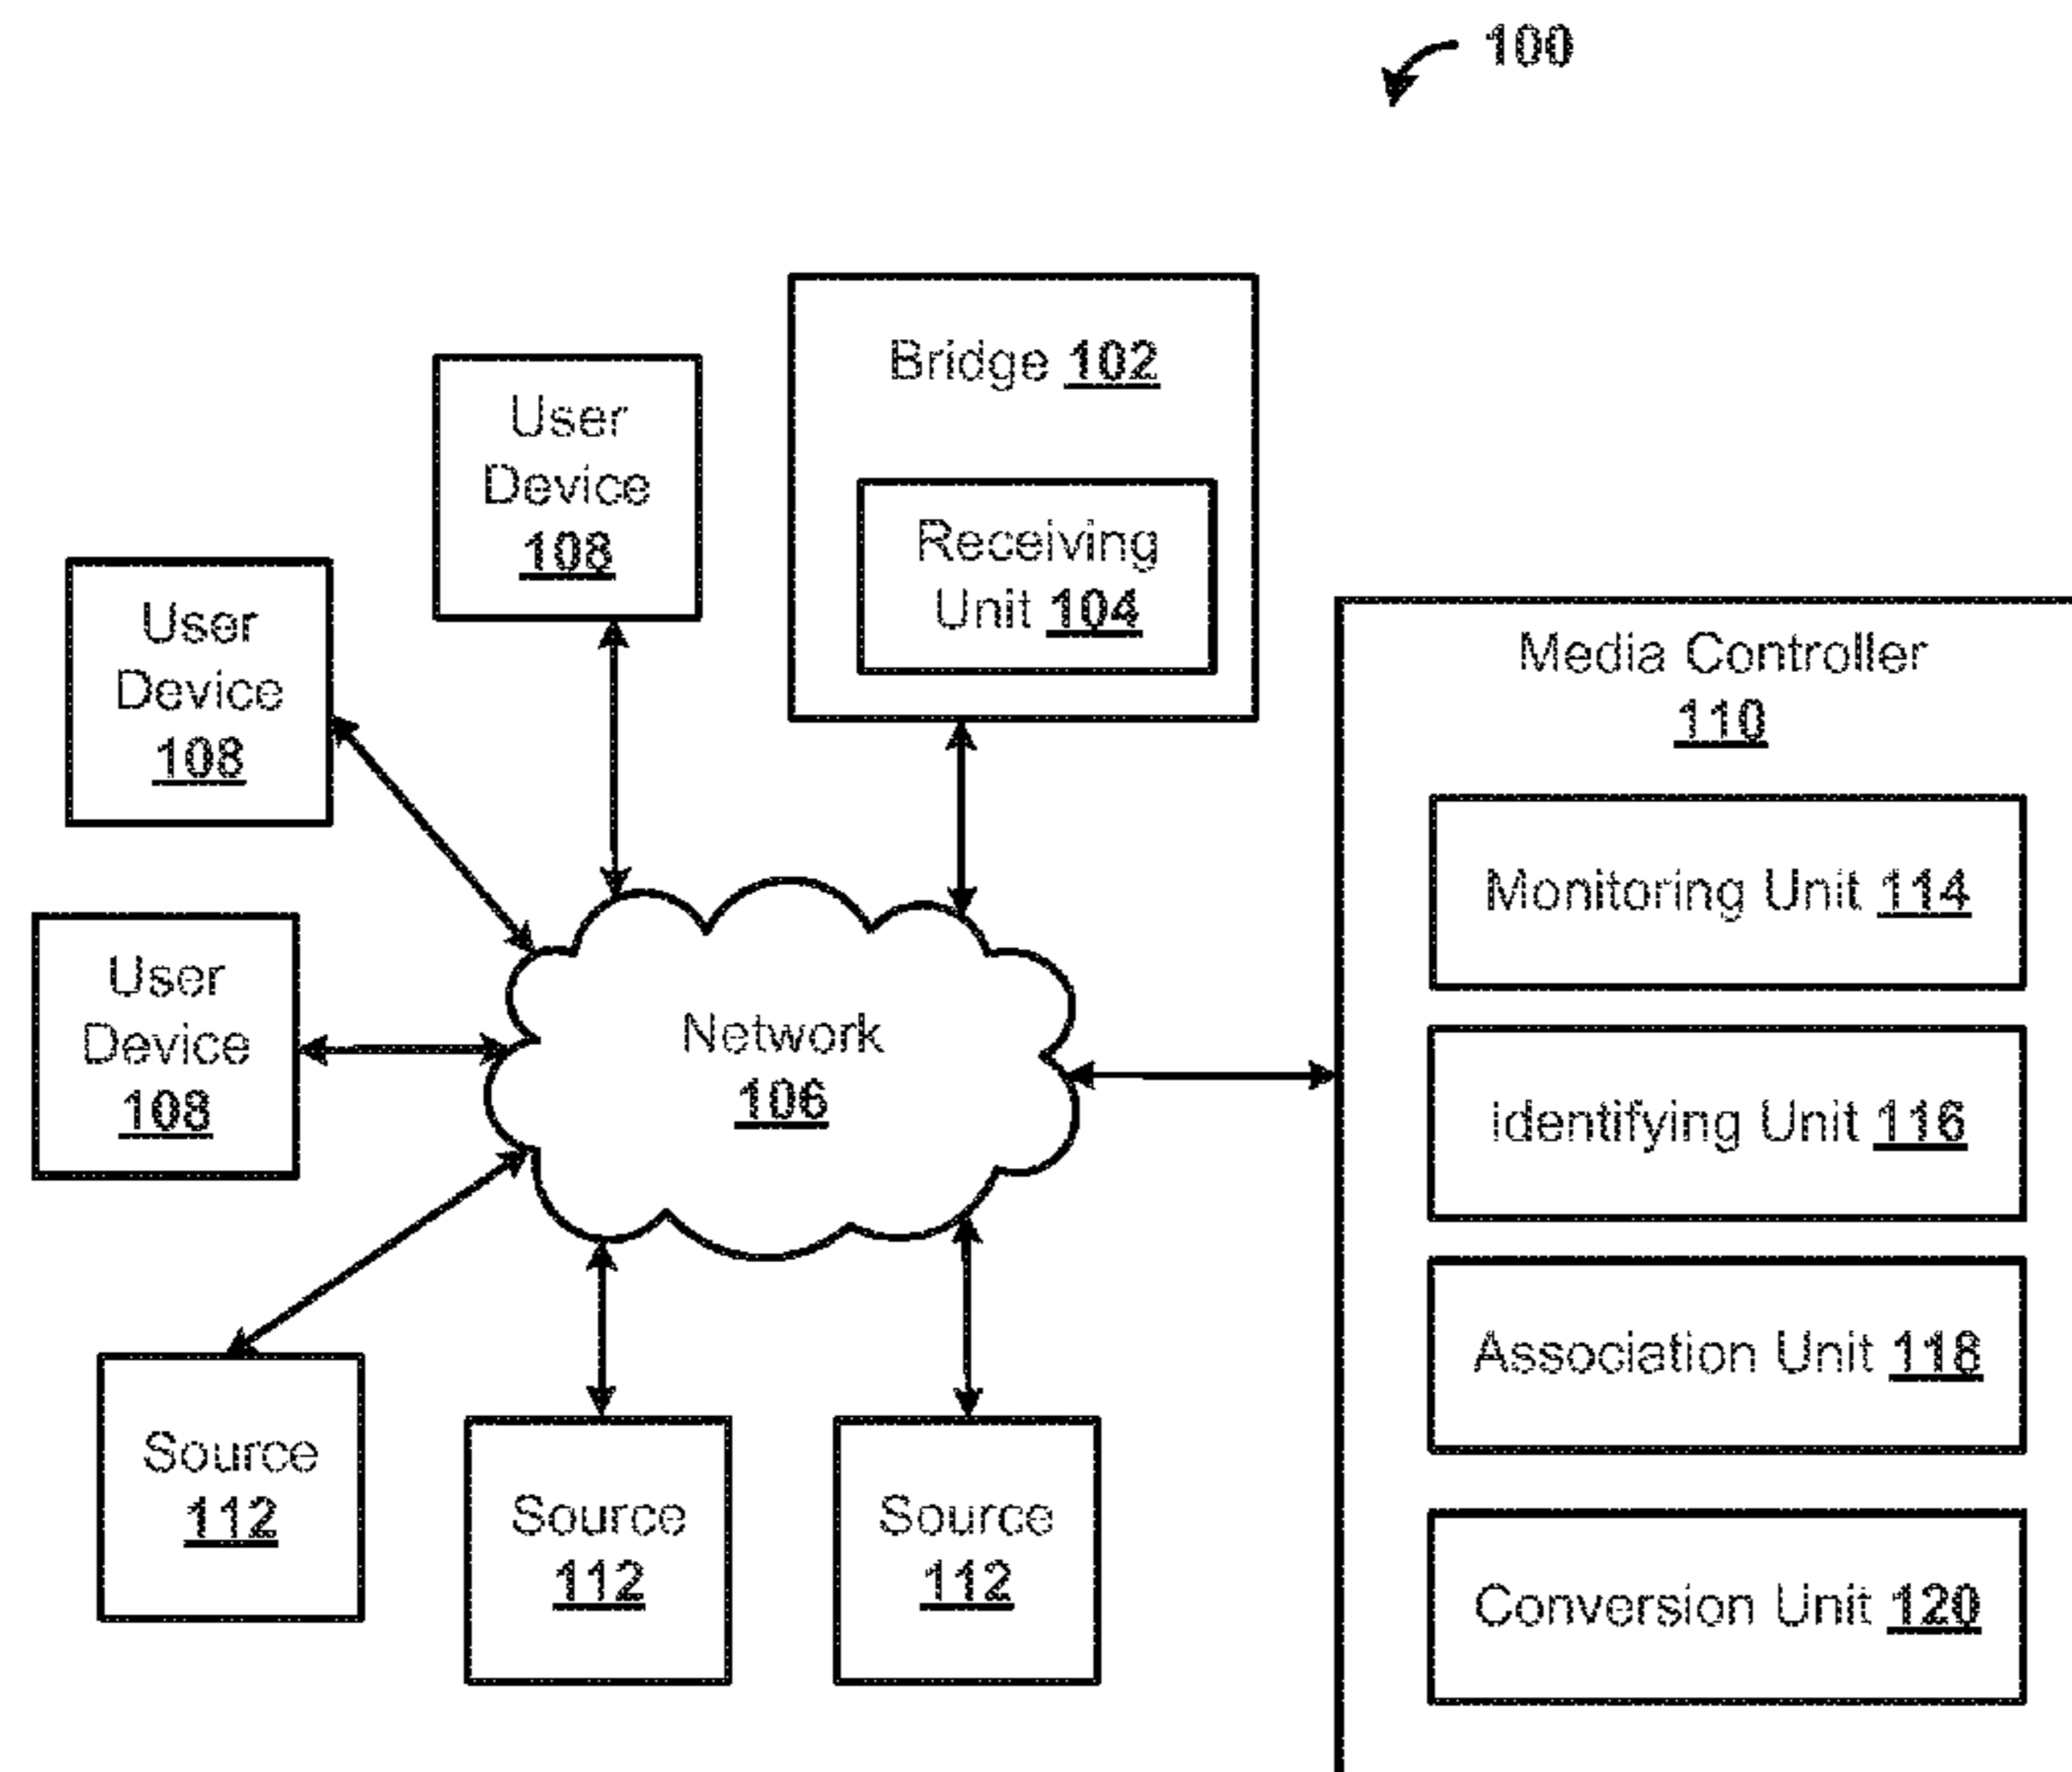 100
Bridge 102
Receiving
Unit 104
User
Device
108
User
Device
108
User
Device
108
Network
106
Source
112
Source
112
Source
112
Media Controller
110
Monitoring Unit 114
Identifying Unit 116
Association Unit 118
Conversion Unit 120